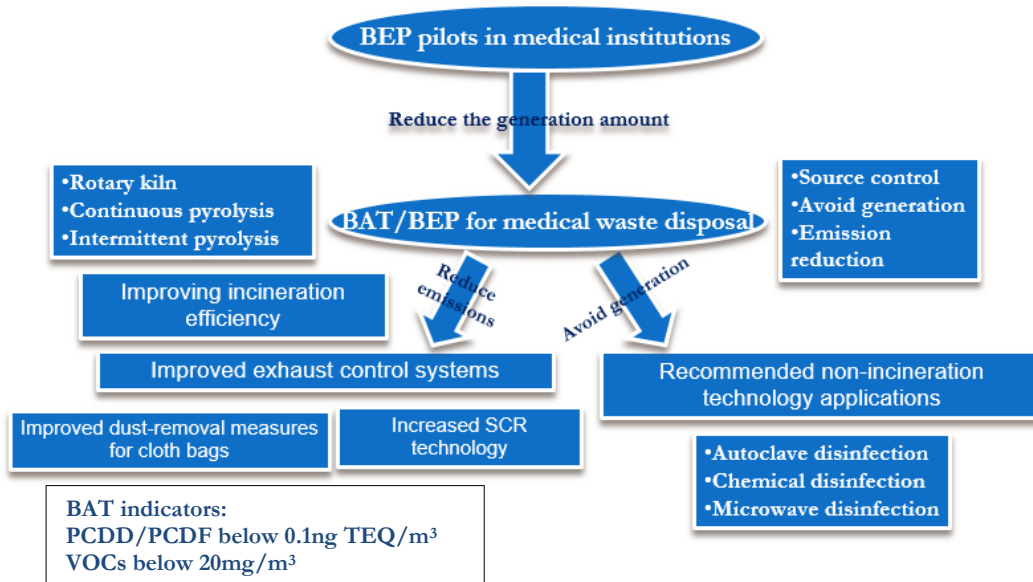 BEP pilots in medical institutions
Reduce the generation amount
•Rotary kiln
•Continuous pyrolysis
•Intermittent pyrolysis
BAT/BEP for medical waste disposal
•Source control
•Avoid generation
•Emission
reduction
Reduce
emissions
Avoid generation
Improving incineration
efficiency
Improved exhaust control systems
Recommended non-incineration
technology applications
Improved dust-removal measures
for cloth bags
Increased SCR
technology
•Autoclave disinfection
•Chemical disinfection
•Microwave disinfection
BAT indicators:
PCDD/PCDF below 0.1ng TEQ/m³
VOCs below 20mg/m³